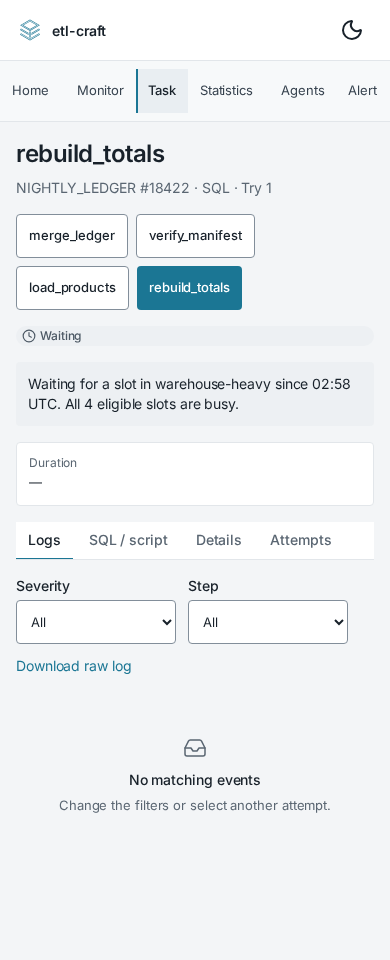 etl-craft
Home Monitor Task Statistics Agents Alert
rebuild_totals
NIGHTLY_LEDGER #18422 · SQL · Try 1
merge_ledger verify_manifest
load_products rebuild_totals
Waiting
Waiting for a slot in warehouse-heavy since 02:58
UTC. All 4 eligible slots are busy.
Duration
—
Logs SQL / script Details Attempts
Severity Step
All All
Download raw log
No matching events
Change the filters or select another attempt.